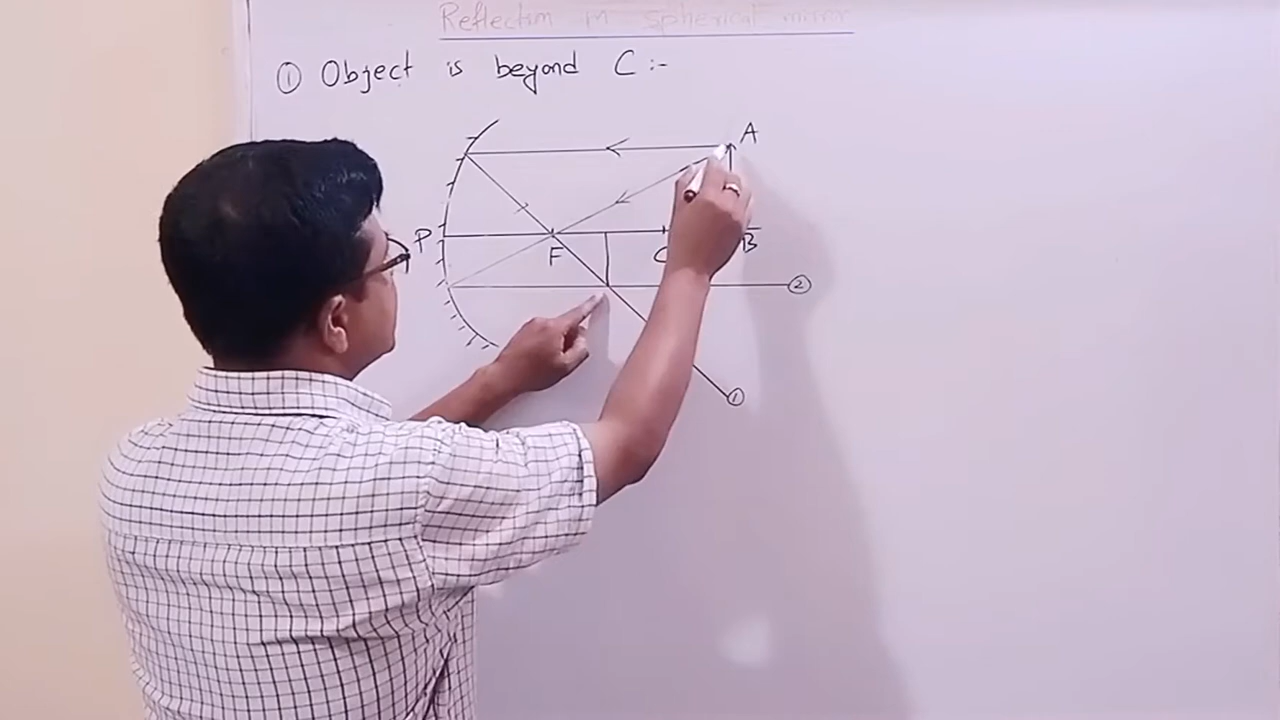 Reflection in spherical mirror
① Object is beyond C :-
A
P F C B
②
①